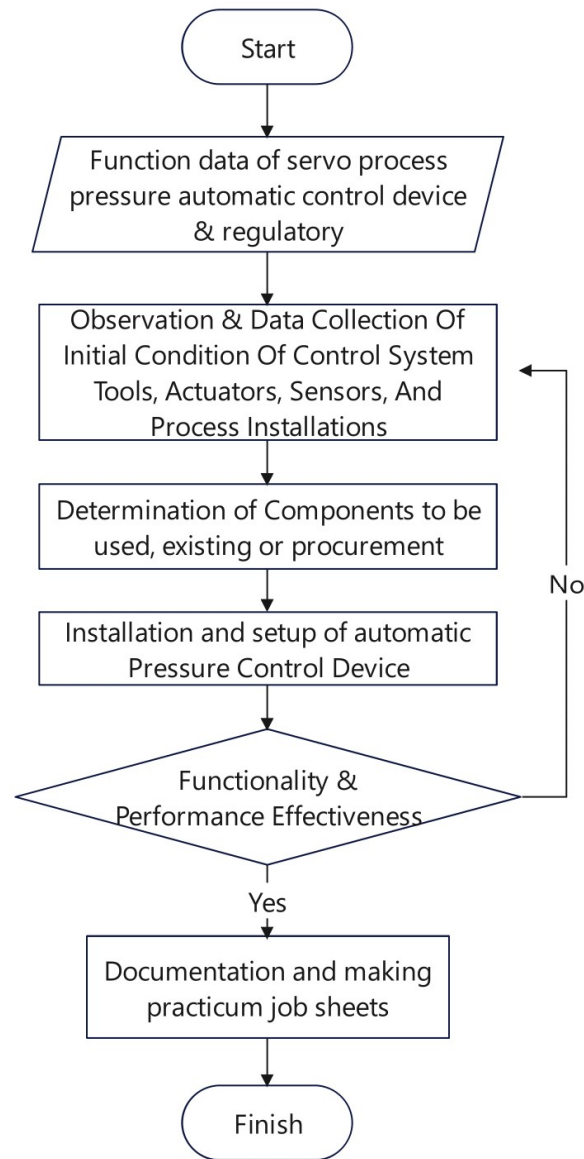 Start
Function data of servo process
pressure automatic control device
& regulatory
Observation & Data Collection Of
Initial Condition Of Control System
Tools, Actuators, Sensors, And
Process Installations
Determination of Components to be
used, existing or procurement
Installation and setup of automatic
Pressure Control Device
No
Functionality &
Performance Effectiveness
Yes
Documentation and making
practicum job sheets
Finish